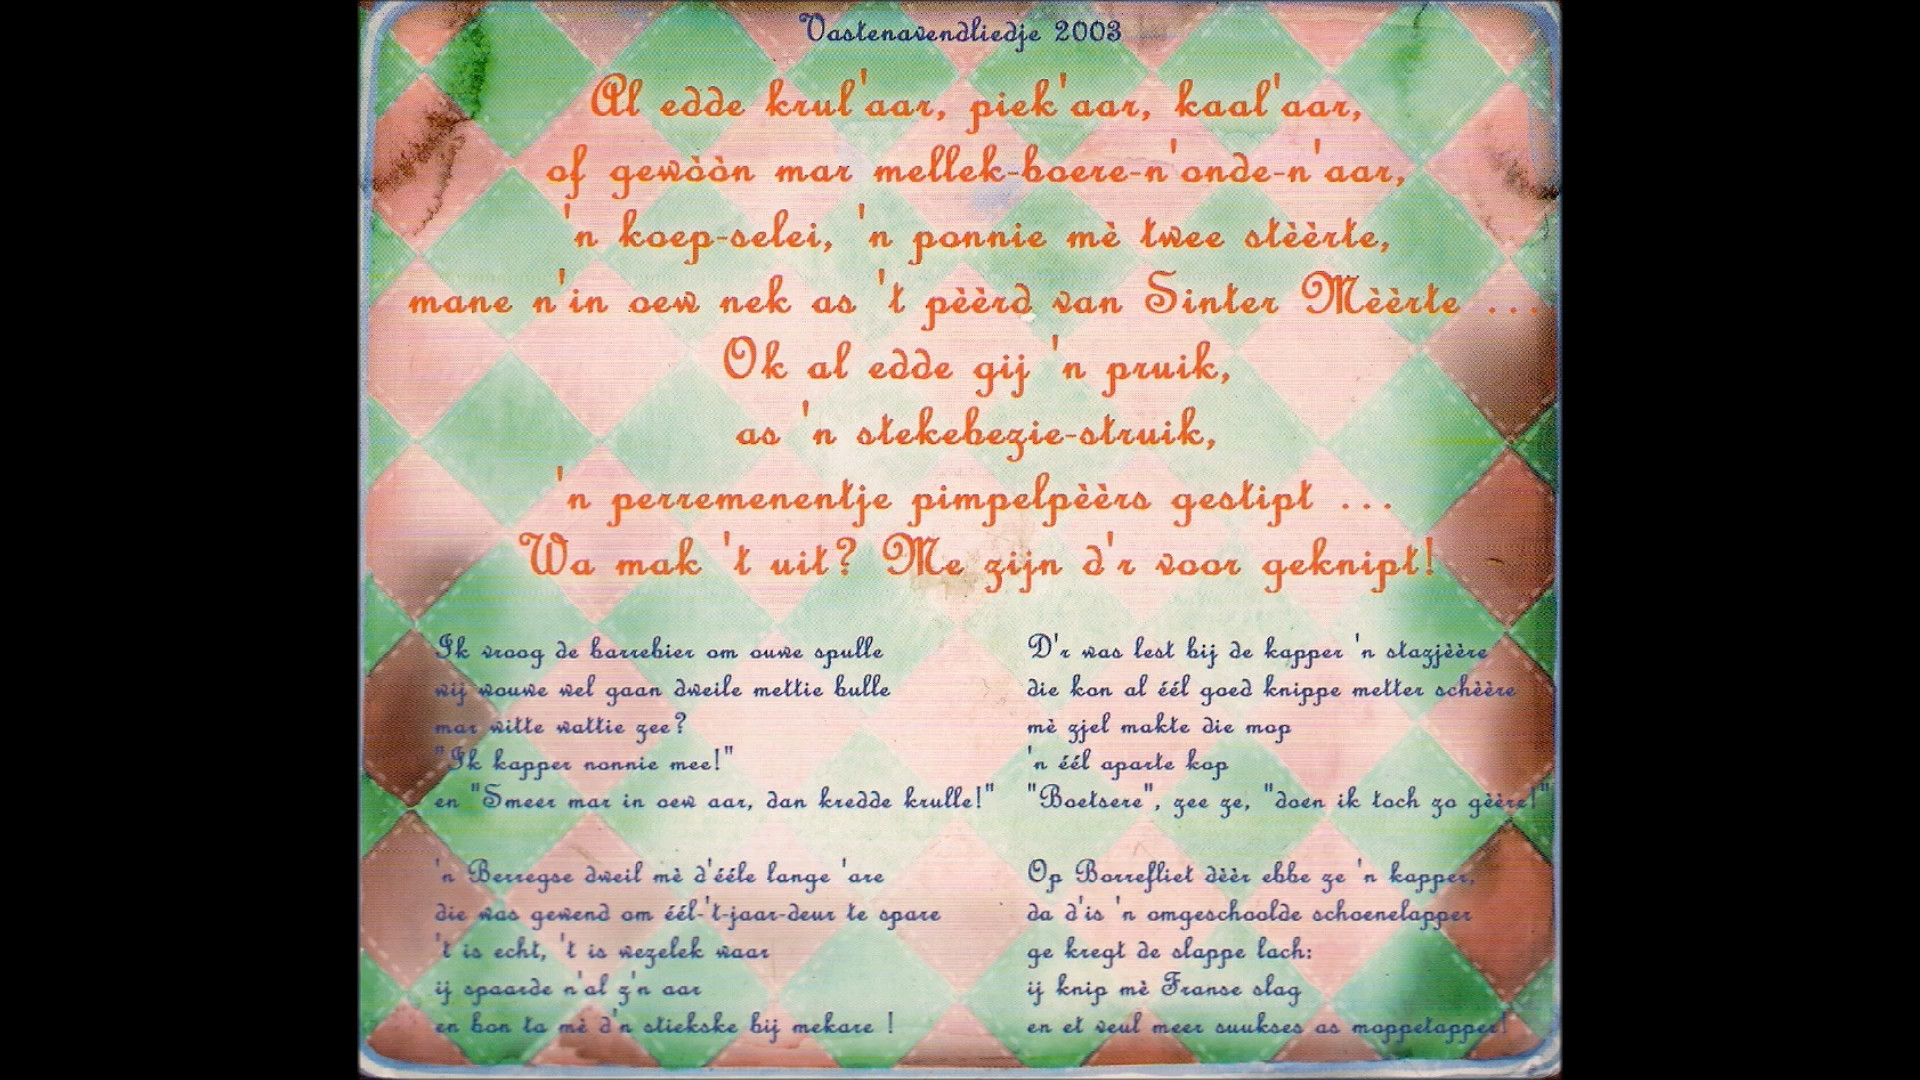 Vastenavendliedje 2003
Al edde krul'aar, piek'aar, kaal'aar,
of gewòòn mar mellek-boere-n'onde-n'aar,
'n koep-selei, 'n ponnie mè twee stèèrte,
mane n'in oew nek as 't pèèrd van Sinter Mèèrte ...
Ok al edde gij 'n pruik,
as 'n stekebezie-struik,
'n perremenentje pimpelpèèrs gestipt ...
Wa mak 't uit? Me zijn d'r voor geknipt!
Ik vroog de barrebier om ouwe spulle
wij wouwe wel gaan dweile mettie bulle
mar witte wattie zee?
"Ik kapper nonnie mee!"
en "Smeer mar in oew aar, dan kredde krulle!"
'n Berregse dweil mè d'ééle lange 'are
die was gewend om éél-'t-jaar-deur te spare
't is echt, 't is wezelek waar
ij spaarde n'al z'n aar
en bon ta mè d'n stiekske bij mekare !
D'r was lest bij de kapper 'n stazjèère
die kon al éél goed knippe metter schèère
mè zjel makte die mop
'n éél aparte kop
"Boetsere", zee ze, "doen ik toch zo gèère!"
Op Borrefliet dèèr ebbe ze 'n kapper,
da d'is 'n omgeschoolde schoenelapper
ge kregt de slappe lach:
ij knip mè Franse slag
en et veul meer suukses as moppetapper!